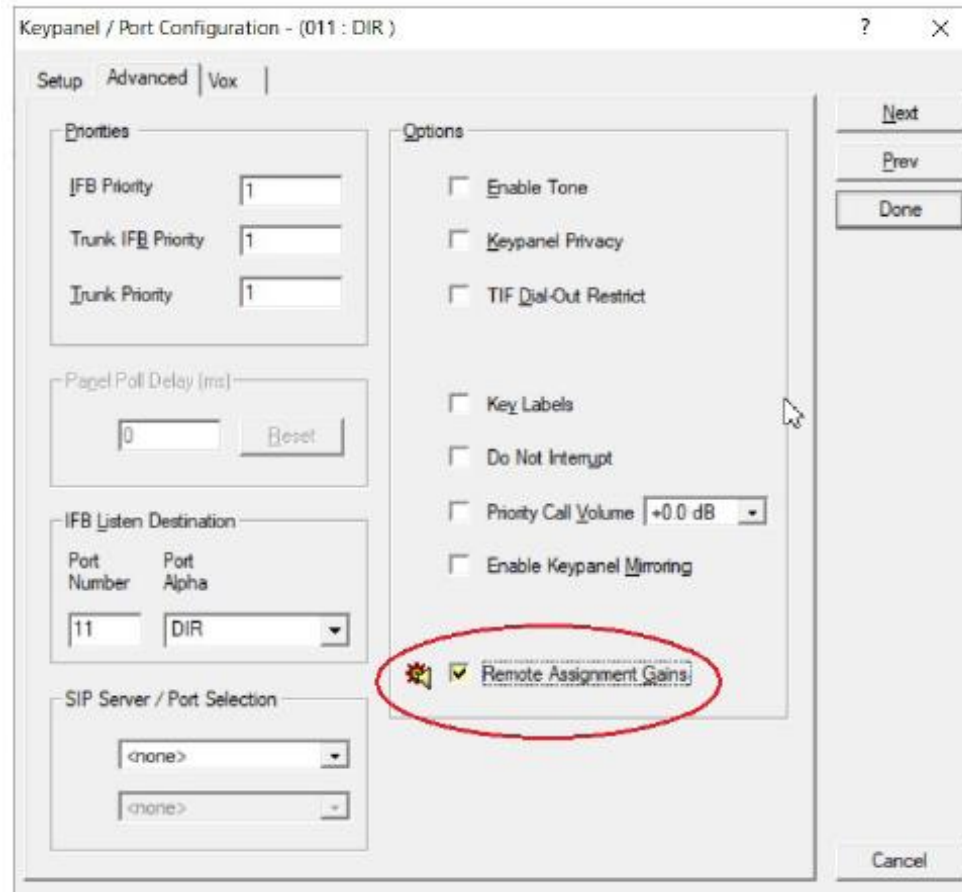 Keypanel / Port Configuration - (011 : DIR )
?
Setup Advanced Vox
Next
Prev
Done
Priorities
IFB Priority 1
Trunk IFB Priority 1
Trunk Priority 1
Panel Poll Delay (ms)
0 Reset
IFB Listen Destination
Port Number Port Alpha
11 DIR
SIP Server / Port Selection
<none>
<none>
Options
Enable Tone
Keypanel Privacy
TIF Dial-Out Restrict
Key Labels
Do Not Interrupt
Priority Call Volume +0.0 dB
Enable Keypanel Mirroring
Remote Assignment Gains
Cancel